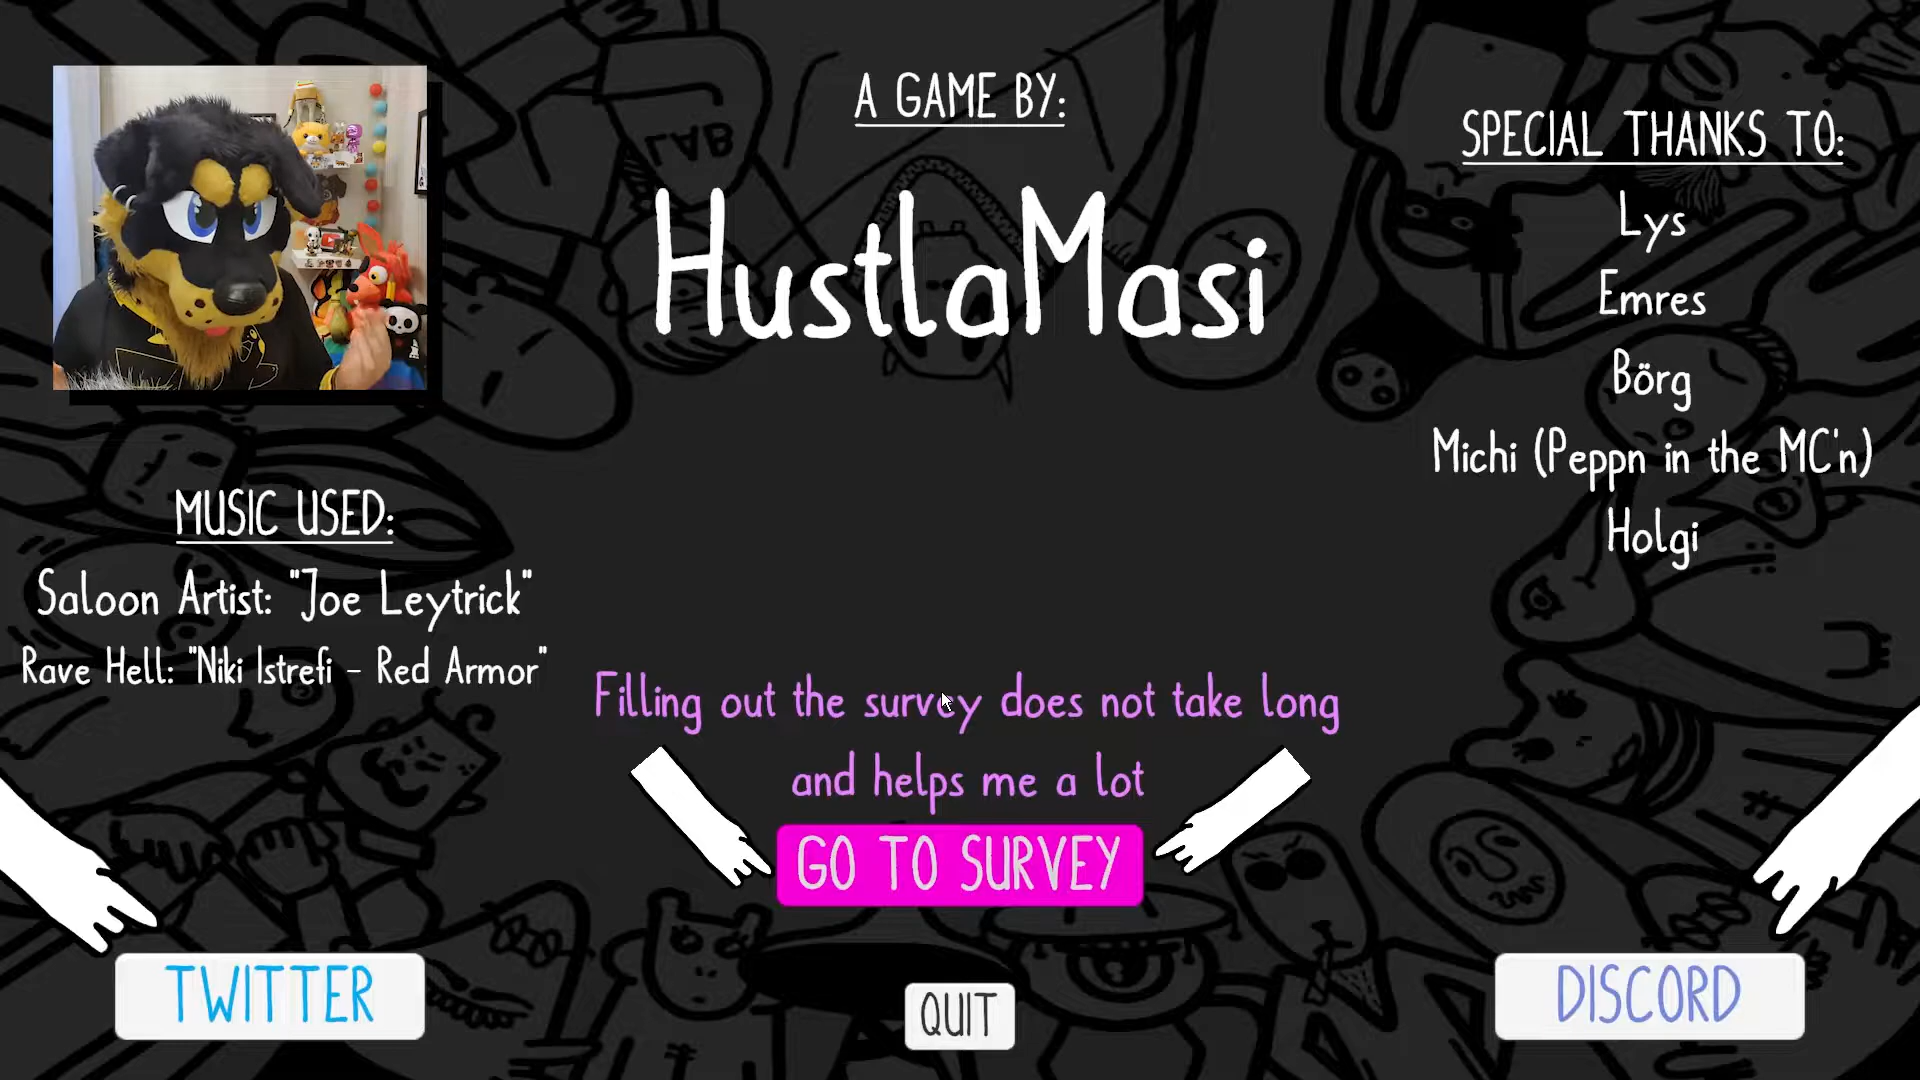 A GAME BY:
HustlaMasi
SPECIAL THANKS TO:
Lys
Emres
Börg
Michi (Peppn in the MC'n)
Holgi
MUSIC USED:
Saloon Artist: "Joe Leytrick"
Rave Hell: "Niki Istrefi - Red Armor"
Filling out the survey does not take long
and helps me a lot
GO TO SURVEY
TWITTER
QUIT
DISCORD
LAB